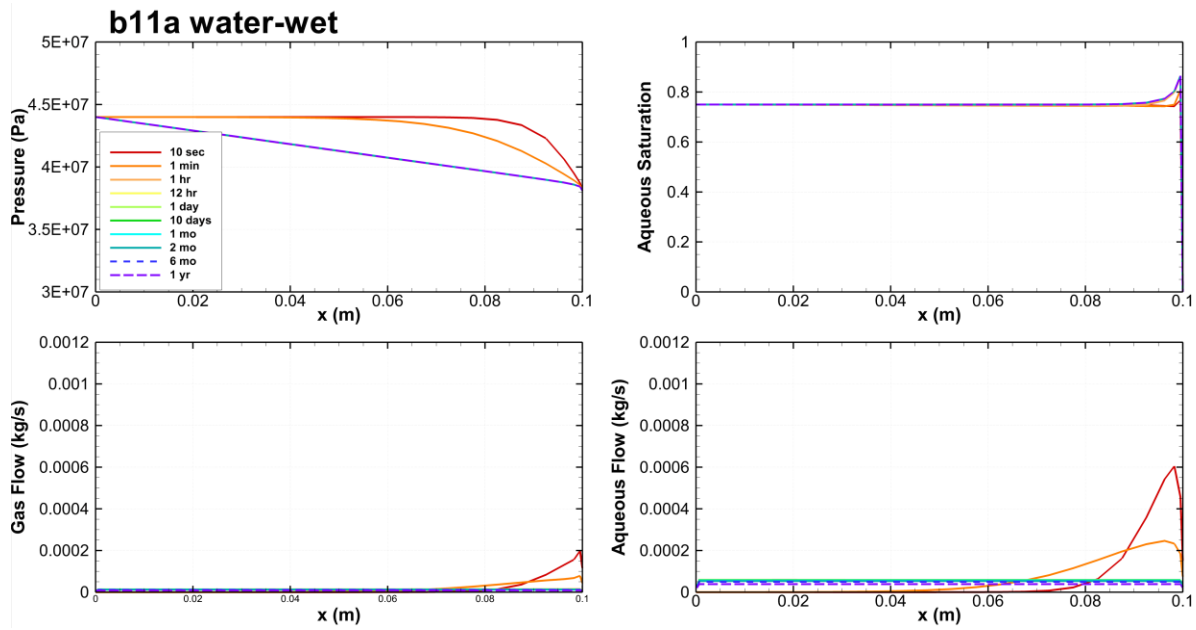 b11a water-wet
5E+07
4.5E+07
4E+07
3.5E+07
3E+07
Pressure (Pa)
10 sec
1 min
1 hr
12 hr
1 day
10 days
1 mo
2 mo
6 mo
1 yr
0 0.02 0.04 0.06 0.08 0.1
x (m)
1
0.8
0.6
0.4
0.2
0
Aqueous Saturation
0 0.02 0.04 0.06 0.08 0.1
x (m)
0.0012
0.001
0.0008
0.0006
0.0004
0.0002
0
Gas Flow (kg/s)
0 0.02 0.04 0.06 0.08 0.1
x (m)
0.0012
0.001
0.0008
0.0006
0.0004
0.0002
0
Aqueous Flow (kg/s)
0 0.02 0.04 0.06 0.08 0.1
x (m)